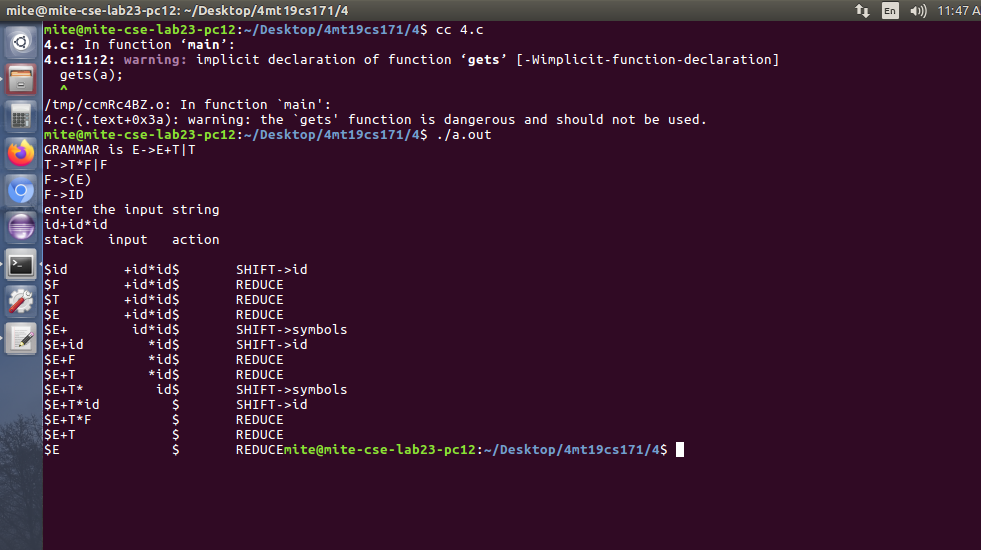 mite@mite-cse-lab23-pc12: ~/Desktop/4mt19cs171/4 En 11:47 A
mite@mite-cse-lab23-pc12:~/Desktop/4mt19cs171/4$ cc 4.c
4.c: In function ‘main’:
4.c:11:2: warning: implicit declaration of function ‘gets’ [-Wimplicit-function-declaration]
  gets(a);
  ^
/tmp/ccmRc4BZ.o: In function `main':
4.c:(.text+0x3a): warning: the `gets' function is dangerous and should not be used.
mite@mite-cse-lab23-pc12:~/Desktop/4mt19cs171/4$ ./a.out
GRAMMAR is E->E+T|T
T->T*F|F
F->(E)
F->ID
enter the input string
id+id*id
stack   input   action
$id       +id*id$       SHIFT->id
$F        +id*id$       REDUCE
$T        +id*id$       REDUCE
$E        +id*id$       REDUCE
$E+        id*id$       SHIFT->symbols
$E+id        *id$       SHIFT->id
$E+F         *id$       REDUCE
$E+T         *id$       REDUCE
$E+T*         id$       SHIFT->symbols
$E+T*id         $       SHIFT->id
$E+T*F          $       REDUCE
$E+T            $       REDUCE
$E              $       REDUCEmite@mite-cse-lab23-pc12:~/Desktop/4mt19cs171/4$